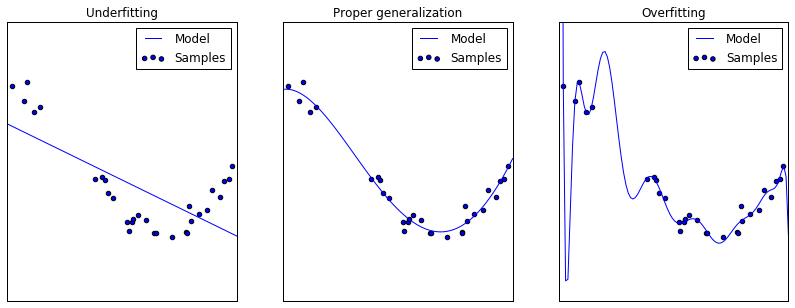 Underfitting
Model
Samples
Proper generalization
Model
Samples
Overfitting
Model
Samples